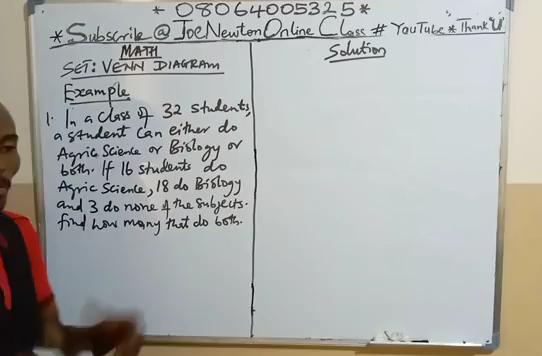 * 08064005325 *
*Subscribe @ JoeNewtonOnline Class # YouTube * Thank U
MATH
SET: VENN DIAGRAM
Example
1. In a class of 32 students,
a student can either do
Agric Science or Biology or
both. If 16 students do
Agric Science, 18 do Biology
and 3 do none of the subjects.
find how many that do both.
Solution